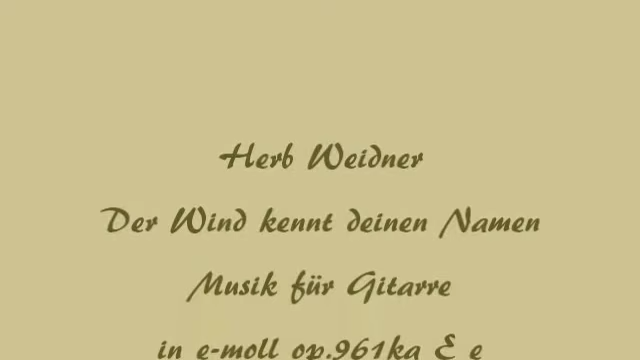 Herb Weidner
Der Wind kennt deinen Namen
Musik für Gitarre
in e-moll op.961ka E e